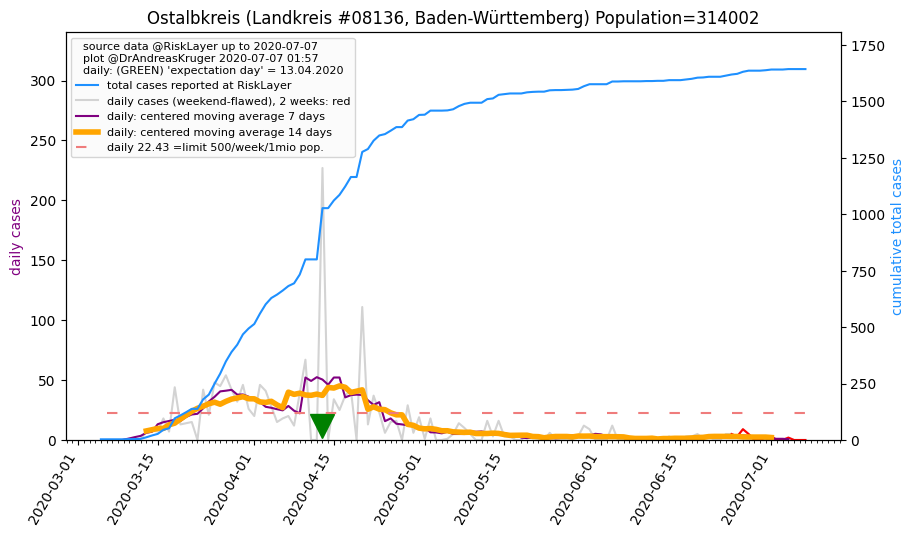 Ostalbkreis (Landkreis #08136, Baden-Württemberg) Population=314002
source data @RiskLayer up to 2020-07-07
plot @DrAndreasKruger 2020-07-07 01:57
daily: (GREEN) 'expectation day' = 13.04.2020
total cases reported at RiskLayer
daily cases (weekend-flawed), 2 weeks: red
daily: centered moving average 7 days
daily: centered moving average 14 days
daily 22.43 =limit 500/week/1mio pop.
daily cases
300
250
200
150
100
50
0
1750
1500
1250
1000
750
500
250
0
cumulative total cases
2020-03-01
2020-03-15
2020-04-01
2020-04-15
2020-05-01
2020-05-15
2020-06-01
2020-06-15
2020-07-01